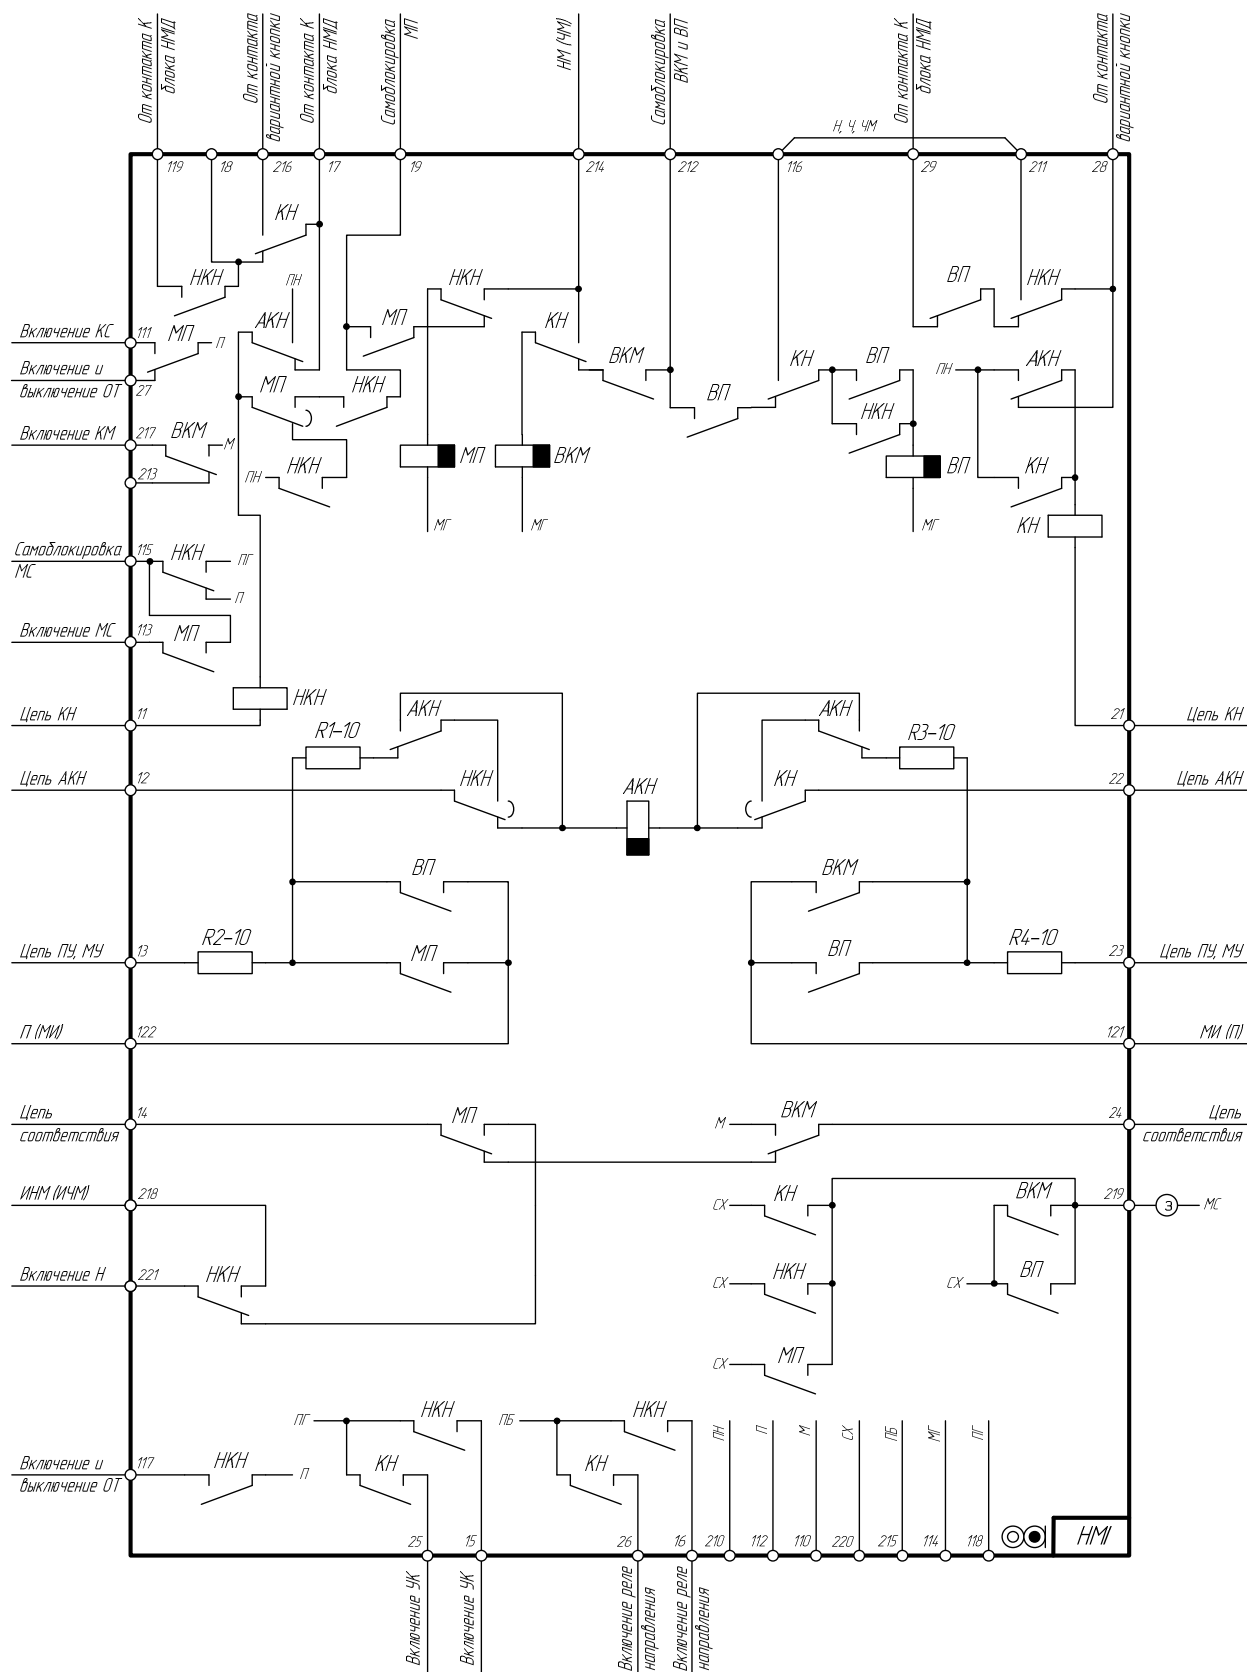 От контакта К
блока НМ1Д
От контакта
вариантной кнопки
От контакта К
блока НМ1Д
Самоблокировка
МП
НМ (ЧМ)
Самоблокировка
ВКМ и ВП
От контакта К
блока НМ1Д
От контакта
вариантной кнопки
Н, Ч, ЧМ
119
18
216
17
19
214
212
116
29
211
28
КН
НКН
ПН
НКН
ВП
НКН
Включение КС
111
МП
П
АКН
МП
КН
Включение и
выключение ОТ
27
ВКМ
КН
ВП
ПН
АКН
МП
НКН
ВП
НКН
Включение КМ
217
ВКМ
М
213
ПН
НКН
МП
ВКМ
ВП
КН
МГ
МГ
МГ
КН
Самоблокировка
МС
115
НКН
ПГ
П
Включение МС
113
МП
НКН
Цепь КН
11
21
Цепь КН
R1-10
АКН
АКН
R3-10
Цепь АКН
12
НКН
АКН
КН
22
Цепь АКН
ВП
ВКМ
Цепь ПУ, МУ
13
R2-10
МП
ВП
R4-10
23
Цепь ПУ, МУ
П (МИ)
122
121
МИ (П)
Цепь
соответствия
14
МП
М
ВКМ
24
Цепь
соответствия
ИНМ (ИЧМ)
218
СХ
КН
ВКМ
219
3
МС
Включение Н
221
НКН
СХ
НКН
СХ
ВП
СХ
МП
ПГ
НКН
ПБ
НКН
ПН
П
М
СХ
ПБ
МГ
ПГ
Включение и
выключение ОТ
117
НКН
П
КН
КН
25
15
26
16
210
112
110
220
215
114
118
НМ1
Включение УК
Включение УК
Включение реле
направления
Включение реле
направления